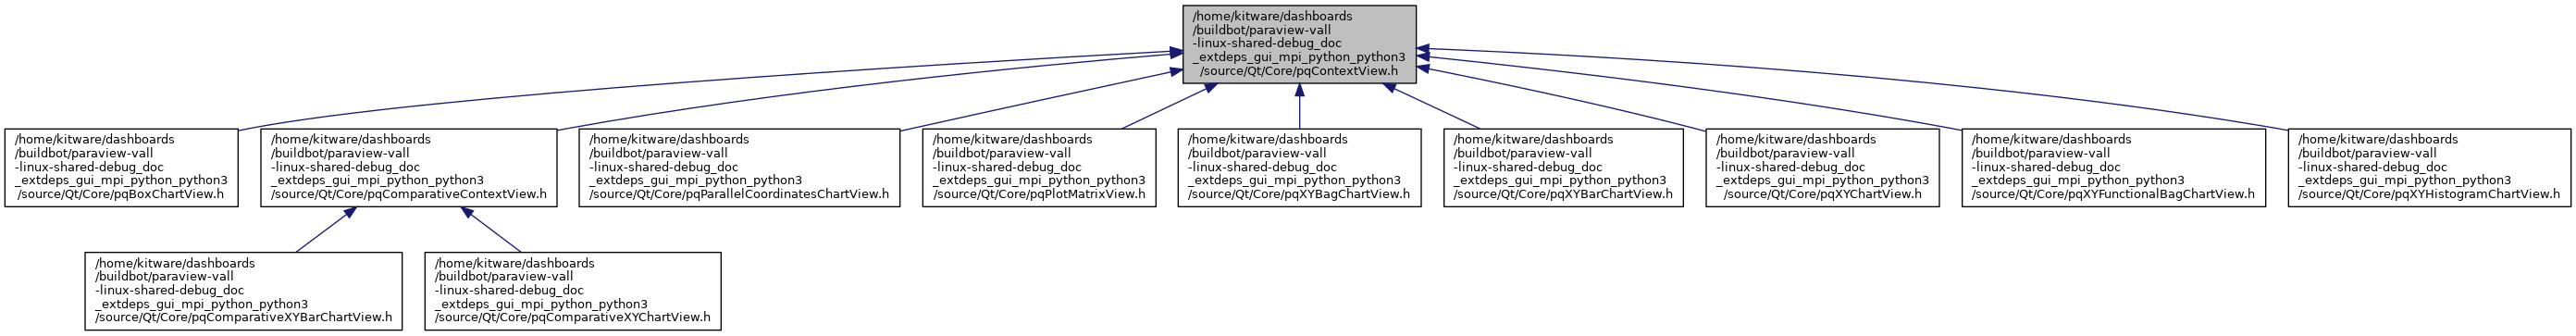 /home/kitware/dashboards
/buildbot/paraview-vall
-linux-shared-debug_doc
_extdeps_gui_mpi_python_python3
/source/Qt/Core/pqContextView.h
/home/kitware/dashboards
/buildbot/paraview-vall
-linux-shared-debug_doc
_extdeps_gui_mpi_python_python3
/source/Qt/Core/pqBoxChartView.h
/home/kitware/dashboards
/buildbot/paraview-vall
-linux-shared-debug_doc
_extdeps_gui_mpi_python_python3
/source/Qt/Core/pqComparativeContextView.h
/home/kitware/dashboards
/buildbot/paraview-vall
-linux-shared-debug_doc
_extdeps_gui_mpi_python_python3
/source/Qt/Core/pqParallelCoordinatesChartView.h
/home/kitware/dashboards
/buildbot/paraview-vall
-linux-shared-debug_doc
_extdeps_gui_mpi_python_python3
/source/Qt/Core/pqPlotMatrixView.h
/home/kitware/dashboards
/buildbot/paraview-vall
-linux-shared-debug_doc
_extdeps_gui_mpi_python_python3
/source/Qt/Core/pqXYBagChartView.h
/home/kitware/dashboards
/buildbot/paraview-vall
-linux-shared-debug_doc
_extdeps_gui_mpi_python_python3
/source/Qt/Core/pqXYBarChartView.h
/home/kitware/dashboards
/buildbot/paraview-vall
-linux-shared-debug_doc
_extdeps_gui_mpi_python_python3
/source/Qt/Core/pqXYChartView.h
/home/kitware/dashboards
/buildbot/paraview-vall
-linux-shared-debug_doc
_extdeps_gui_mpi_python_python3
/source/Qt/Core/pqXYFunctionalBagChartView.h
/home/kitware/dashboards
/buildbot/paraview-vall
-linux-shared-debug_doc
_extdeps_gui_mpi_python_python3
/source/Qt/Core/pqXYHistogramChartView.h
/home/kitware/dashboards
/buildbot/paraview-vall
-linux-shared-debug_doc
_extdeps_gui_mpi_python_python3
/source/Qt/Core/pqComparativeXYBarChartView.h
/home/kitware/dashboards
/buildbot/paraview-vall
-linux-shared-debug_doc
_extdeps_gui_mpi_python_python3
/source/Qt/Core/pqComparativeXYChartView.h